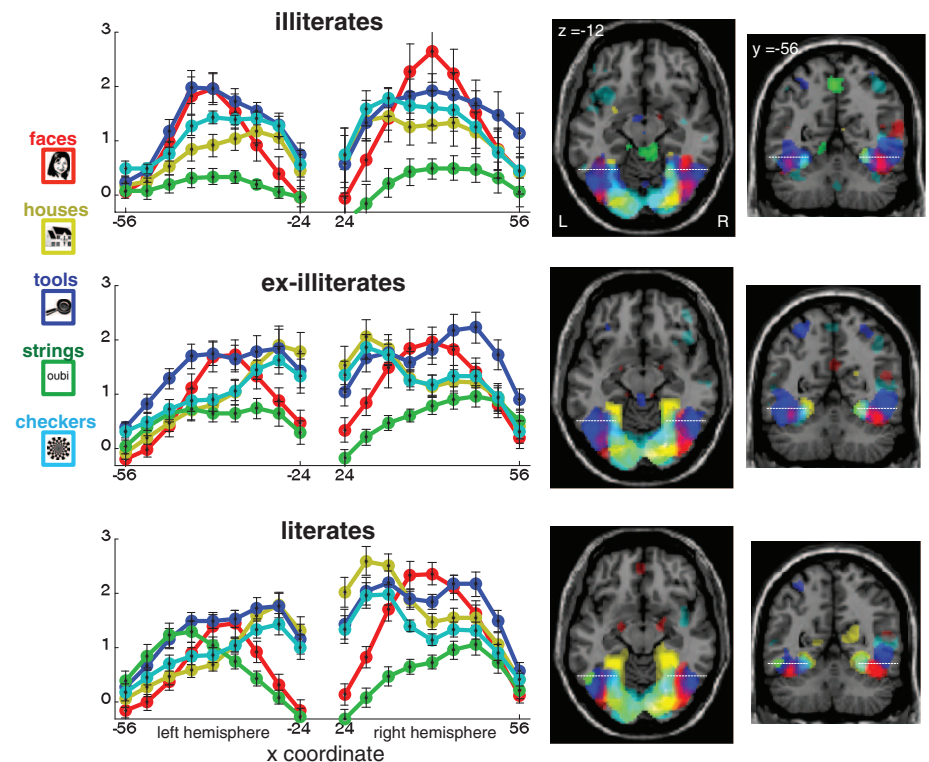 illiterates
3
2
1
0
-56
-24
24
56
z =-12
L
R
y =-56
faces
houses
tools
strings
oubi
checkers
ex-illiterates
3
2
1
0
-56
-24
24
56
literates
3
2
1
0
-56
-24
24
56
left hemisphere
right hemisphere
x coordinate